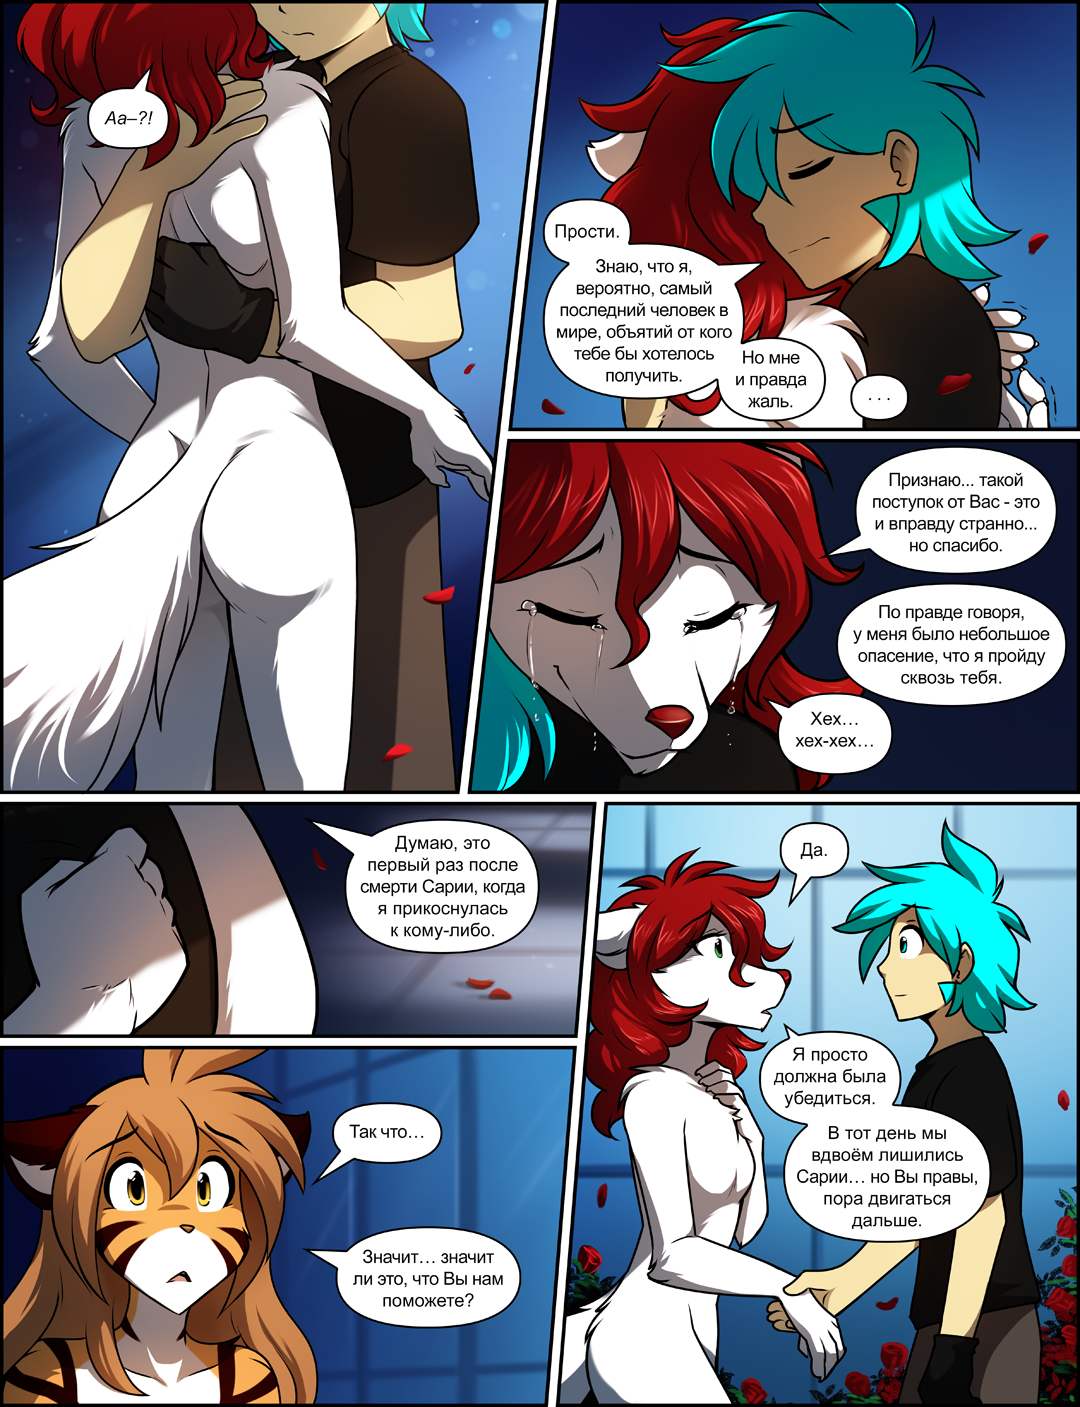 Аа–?!
Прости.
Знаю, что я,
вероятно, самый
последний человек в
мире, объятий от кого
тебе бы хотелось
получить.
Но мне
и правда
жаль.
. . .
Признаю... такой
поступок от Вас - это
и вправду странно...
но спасибо.
По правде говоря,
у меня было небольшое
опасение, что я пройду
сквозь тебя.
Хех...
хех-хех...
Думаю, это
первый раз после
смерти Сарии, когда
я прикоснулась
к кому-либо.
Да.
Я просто
должна была
убедиться.
В тот день мы
вдвоём лишились
Сарии... но Вы правы,
пора двигаться
дальше.
Так что...
Значит... значит
ли это, что Вы нам
поможете?